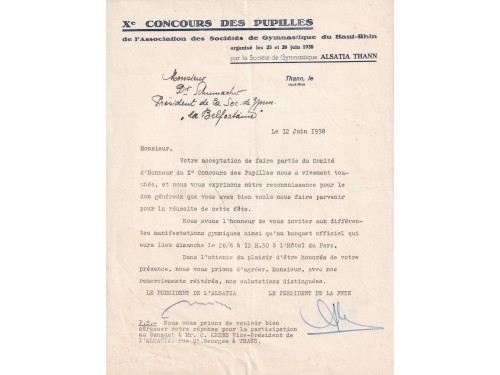 Xe CONCOURS DES PUPILLES
de l'Association des Sociétés de Gymnastique du Haut-Rhin
organisé les 25 et 26 juin 1938
par la Société de Gymnastique ALSATIA THANN
Thann, le
Haut-Rhin
Monsieur
Dr Schumacher
Président de la Soc. de Gymn.
"la Belfortaine"
Le 12 Juin 1938
Monsieur,
Votre acceptation de faire partie du Comité
d'Honneur du Xº Concours des Pupilles nous a vivement tou-
chés, et nous vous exprimons notre reconnaissance pour le
don généreux que vous avez bien voulu nous faire parvenir
pour la réussite de cette fête.
Nous avons l'honneur de vous inviter aux différen-
tes manifestations gymniques ainsi qu'au banquet officiel qui
aura lieu dimanche le 26/6 à 12 H.30 à l'Hôtel du Parc.
Dans l'attente du plaisir d'être honorés de votre
présence, nous vous prions d'agréer, Monsieur, avec nos
remerciements réitérés, nos salutations distinguées.
LE PRESIDENT DE L'ALSATIA LE PRESIDENT DE LA FETE
P.S.- Nous vous prions de vouloir bien
adresser votre réponse pour la participation
au banquet à Mr. C. Vice-Président de
l'ALSATIA, rue St.Georges à THANN.